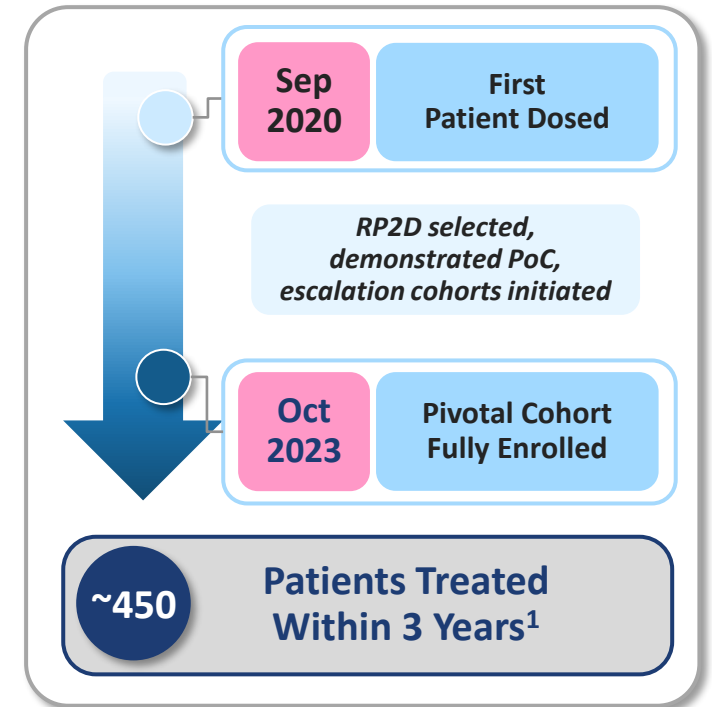 Sep
2020
First
Patient Dosed
RP2D selected,
demonstrated PoC,
escalation cohorts initiated
Oct
2023
Pivotal Cohort
Fully Enrolled
~450
Patients Treated
Within 3 Years¹